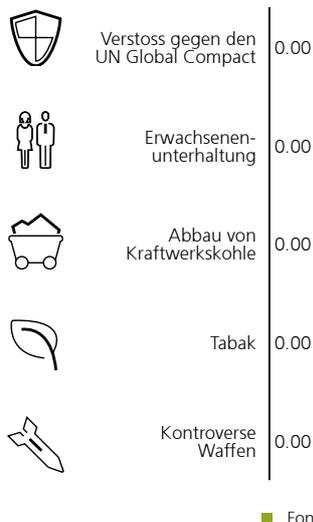 Verstoss gegen den
UN Global Compact
0.00
Erwachsenen-
unterhaltung
0.00
Abbau von
Kraftwerkskohle
0.00
Tabak
0.00
Kontroverse
Waffen
0.00